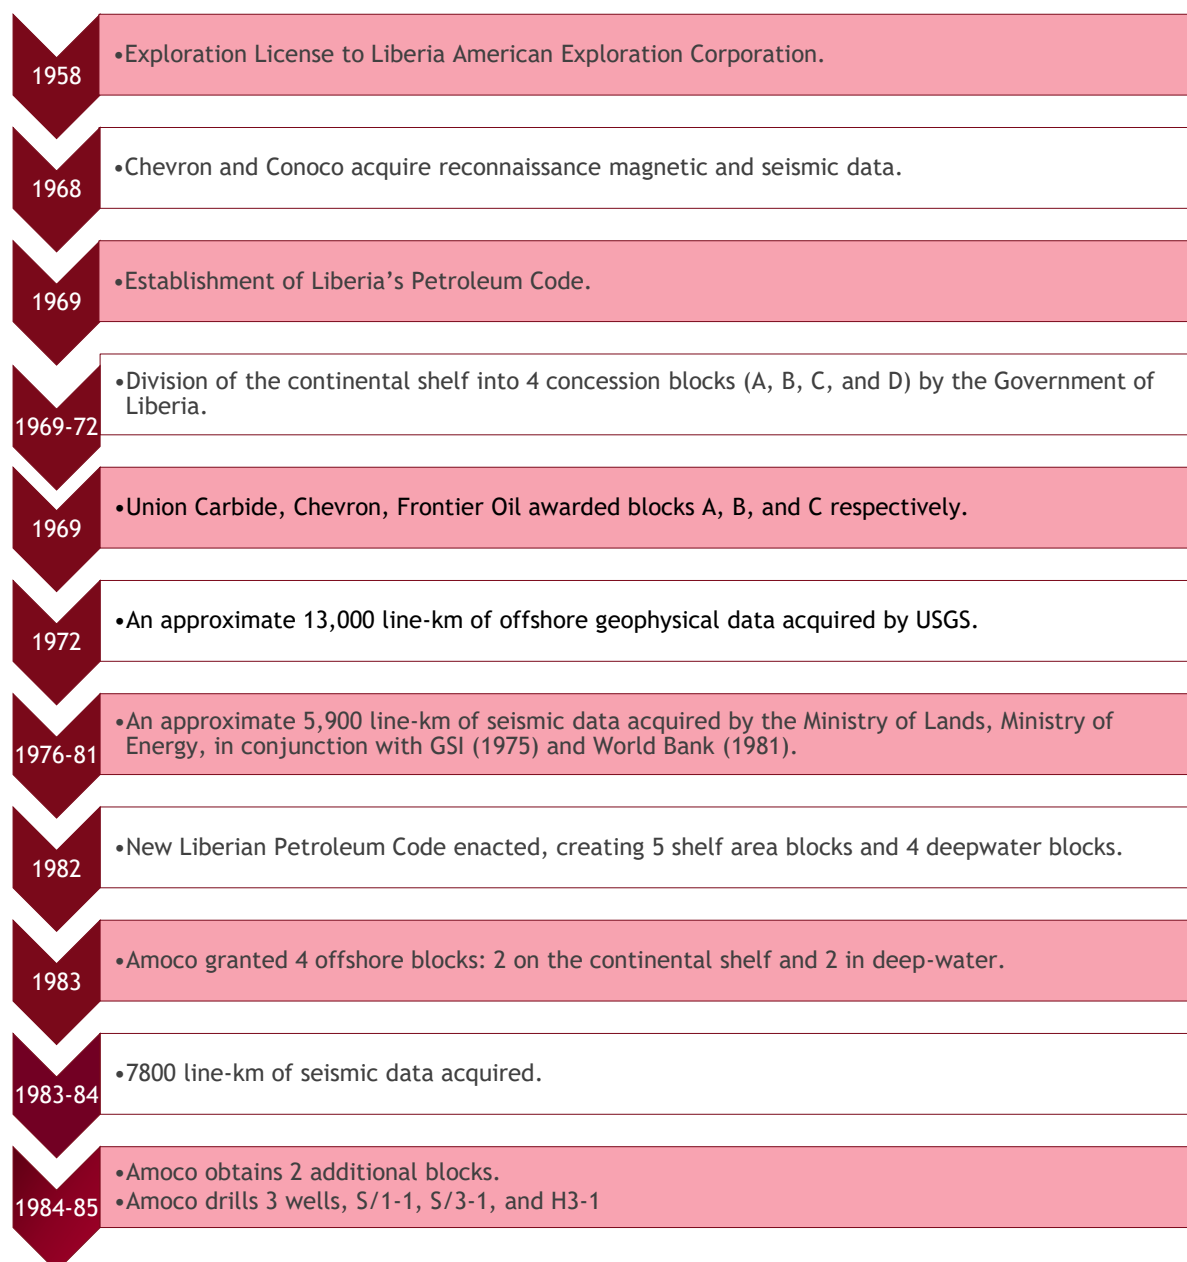 1958
•Exploration License to Liberia American Exploration Corporation.
1968
•Chevron and Conoco acquire reconnaissance magnetic and seismic data.
1969
•Establishment of Liberia’s Petroleum Code.
1969-72
•Division of the continental shelf into 4 concession blocks (A, B, C, and D) by the Government of
Liberia.
1969
•Union Carbide, Chevron, Frontier Oil awarded blocks A, B, and C respectively.
1972
•An approximate 13,000 line-km of offshore geophysical data acquired by USGS.
1976-81
•An approximate 5,900 line-km of seismic data acquired by the Ministry of Lands, Ministry of
Energy, in conjunction with GSI (1975) and World Bank (1981).
1982
•New Liberian Petroleum Code enacted, creating 5 shelf area blocks and 4 deepwater blocks.
1983
•Amoco granted 4 offshore blocks: 2 on the continental shelf and 2 in deep-water.
1983-84
•7800 line-km of seismic data acquired.
1984-85
•Amoco obtains 2 additional blocks.
•Amoco drills 3 wells, S/1-1, S/3-1, and H3-1